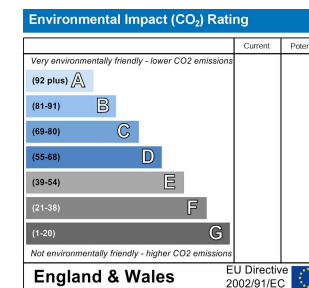 Environmental Impact (CO₂) Rating
Current Poten
Very environmentally friendly - lower CO2 emissions
(92 plus) A
(81-91) B
(69-80) C
(55-68) D
(39-54) E
(21-38) F
(1-20) G
Not environmentally friendly - higher CO2 emissions
England & Wales
EU Directive
2002/91/EC